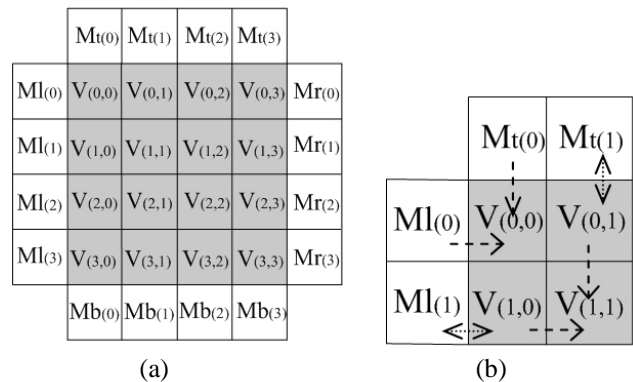 Mt(0) Mt(1) Mt(2) Mt(3)
Ml(0) V(0,0) V(0,1) V(0,2) V(0,3) Mr(0)
Ml(1) V(1,0) V(1,1) V(1,2) V(1,3) Mr(1)
Ml(2) V(2,0) V(2,1) V(2,2) V(2,3) Mr(2)
Ml(3) V(3,0) V(3,1) V(3,2) V(3,3) Mr(3)
Mb(0) Mb(1) Mb(2) Mb(3)
(a)
Mt(0) Mt(1)
Ml(0) V(0,0) V(0,1)
Ml(1) V(1,0) V(1,1)
(b)